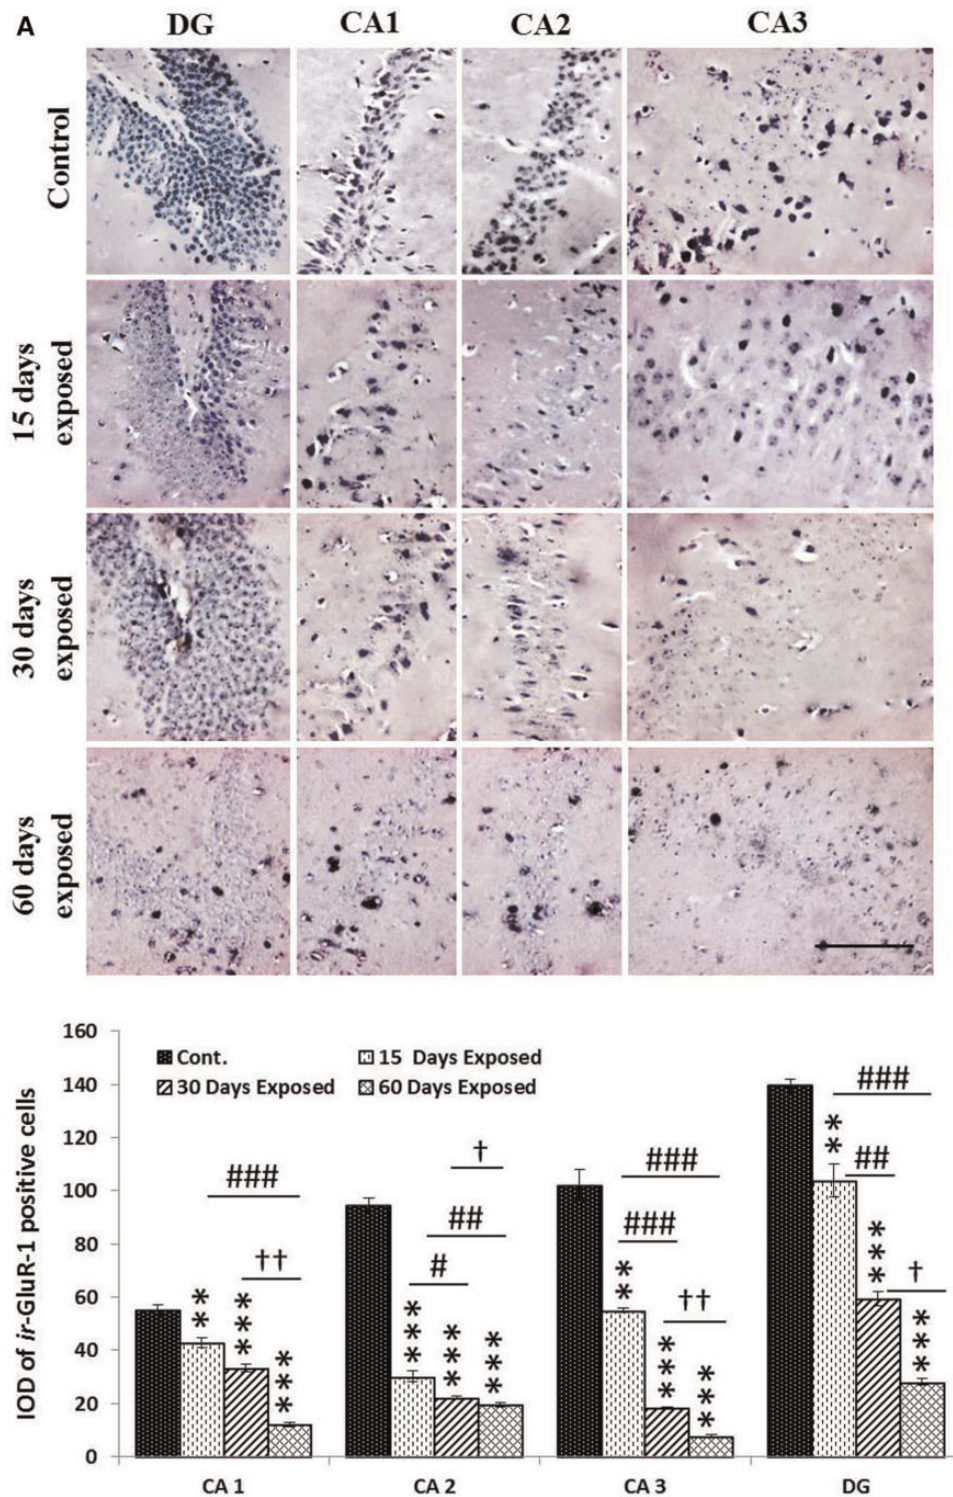 A
DG CA1 CA2 CA3
Control
15 days
exposed
30 days
exposed
60 days
exposed
IOD of ir-GluR-1 positive cells
160
140
120
100
80
60
40
20
0
Cont. 15 Days Exposed
30 Days Exposed 60 Days Exposed
###
††
**
***
***
†
##
#
***
***
***
###
###
††
**
***
***
###
**
##
***
†
***
CA 1 CA 2 CA 3 DG